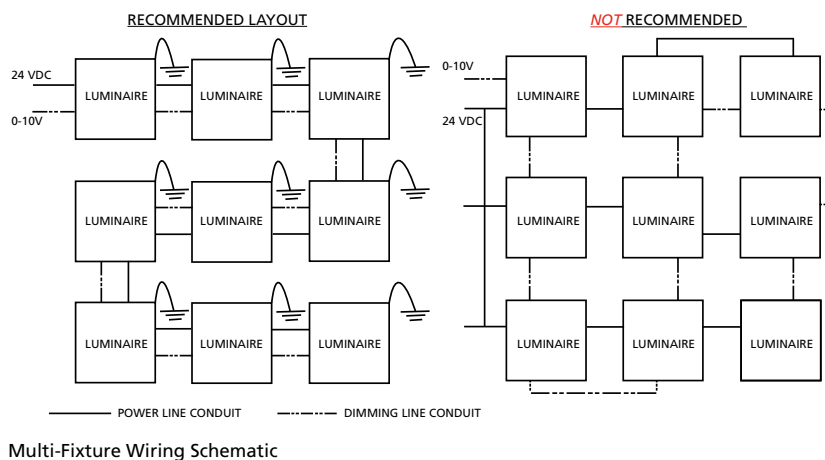 RECOMMENDED LAYOUT
NOT RECOMMENDED
24 VDC
0-10V
LUMINAIRE
LUMINAIRE
LUMINAIRE
LUMINAIRE
LUMINAIRE
LUMINAIRE
LUMINAIRE
LUMINAIRE
LUMINAIRE
0-10V
24 VDC
LUMINAIRE
LUMINAIRE
LUMINAIRE
LUMINAIRE
LUMINAIRE
LUMINAIRE
LUMINAIRE
LUMINAIRE
LUMINAIRE
POWER LINE CONDUIT
DIMMING LINE CONDUIT
Multi-Fixture Wiring Schematic